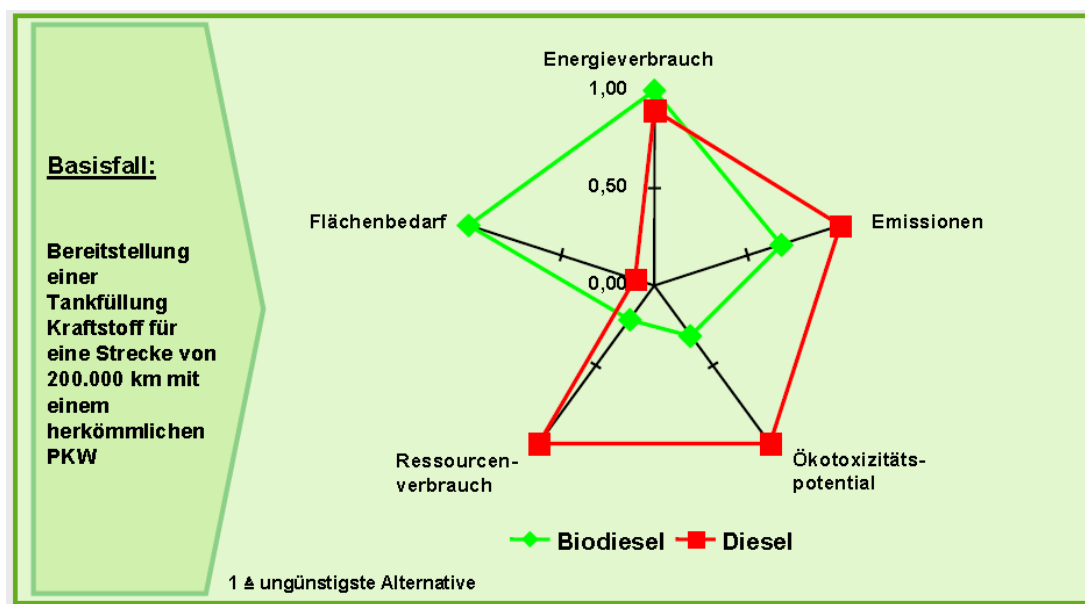 Basisfall:
Bereitstellung
einer
Tankfüllung
Kraftstoff für
eine Strecke von
200.000 km mit
einem
herkömmlichen
PKW
Energieverbrauch
1,00
0,50
0,00
Flächenbedarf
Emissionen
Ressourcen-
verbrauch
Ökotoxizitäts-
potential
Biodiesel
Diesel
1 ≙ ungünstigste Alternative